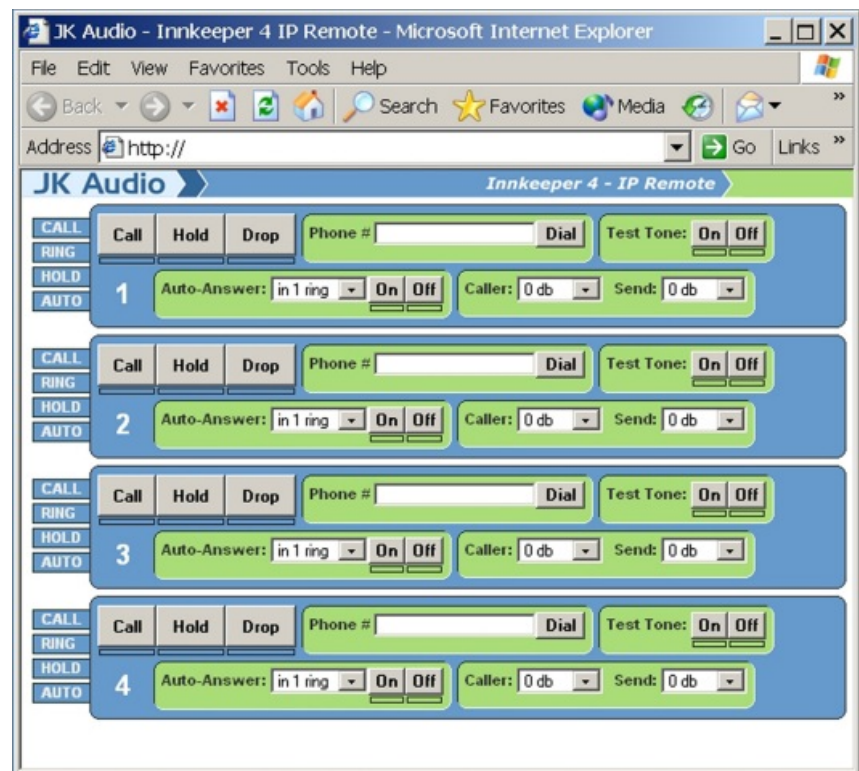 JK Audio - Innkeeper 4 IP Remote - Microsoft Internet Explorer
File Edit View Favorites Tools Help
Back Search Favorites Media »
Address http:// Go Links »
JK Audio Innkeeper 4 - IP Remote
CALL Call Hold Drop Phone # Dial Test Tone: On Off
RING
HOLD 1 Auto-Answer: in 1 ring On Off Caller: 0 db Send: 0 db
AUTO
CALL Call Hold Drop Phone # Dial Test Tone: On Off
RING
HOLD 2 Auto-Answer: in 1 ring On Off Caller: 0 db Send: 0 db
AUTO
CALL Call Hold Drop Phone # Dial Test Tone: On Off
RING
HOLD 3 Auto-Answer: in 1 ring On Off Caller: 0 db Send: 0 db
AUTO
CALL Call Hold Drop Phone # Dial Test Tone: On Off
RING
HOLD 4 Auto-Answer: in 1 ring On Off Caller: 0 db Send: 0 db
AUTO